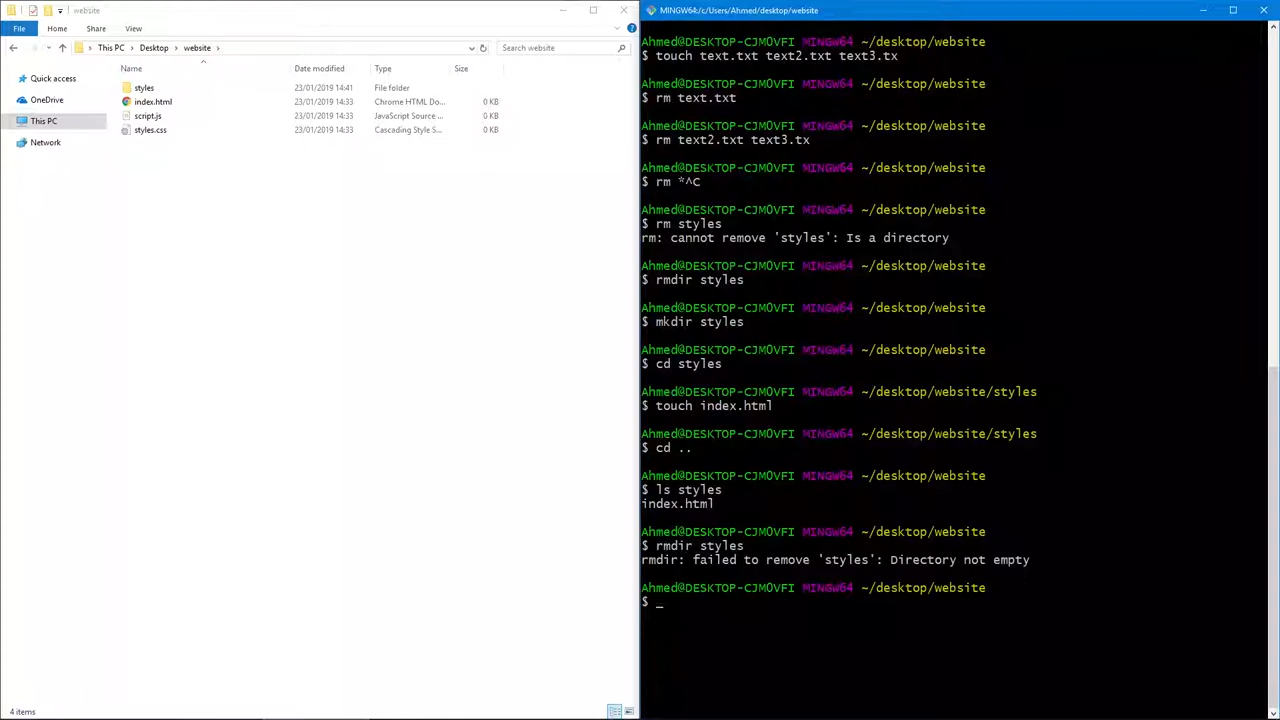 website
File Home Share View
This PC > Desktop > website >
Search website
Quick access
OneDrive
This PC
Network
Name Date modified Type Size
styles 23/01/2019 14:41 File folder
index.html 23/01/2019 14:33 Chrome HTML Do... 0 KB
script.js 23/01/2019 14:33 JavaScript Source ... 0 KB
styles.css 23/01/2019 14:33 Cascading Style S... 0 KB
4 items
MINGW64:/c/Users/Ahmed/desktop/website
Ahmed@DESKTOP-CJM0VFI MINGW64 ~/desktop/website
$ touch text.txt text2.txt text3.tx
Ahmed@DESKTOP-CJM0VFI MINGW64 ~/desktop/website
$ rm text.txt
Ahmed@DESKTOP-CJM0VFI MINGW64 ~/desktop/website
$ rm text2.txt text3.tx
Ahmed@DESKTOP-CJM0VFI MINGW64 ~/desktop/website
$ rm *^C
Ahmed@DESKTOP-CJM0VFI MINGW64 ~/desktop/website
$ rm styles
rm: cannot remove 'styles': Is a directory
Ahmed@DESKTOP-CJM0VFI MINGW64 ~/desktop/website
$ rmdir styles
Ahmed@DESKTOP-CJM0VFI MINGW64 ~/desktop/website
$ mkdir styles
Ahmed@DESKTOP-CJM0VFI MINGW64 ~/desktop/website
$ cd styles
Ahmed@DESKTOP-CJM0VFI MINGW64 ~/desktop/website/styles
$ touch index.html
Ahmed@DESKTOP-CJM0VFI MINGW64 ~/desktop/website/styles
$ cd ..
Ahmed@DESKTOP-CJM0VFI MINGW64 ~/desktop/website
$ ls styles
index.html
Ahmed@DESKTOP-CJM0VFI MINGW64 ~/desktop/website
$ rmdir styles
rmdir: failed to remove 'styles': Directory not empty
Ahmed@DESKTOP-CJM0VFI MINGW64 ~/desktop/website
$ _